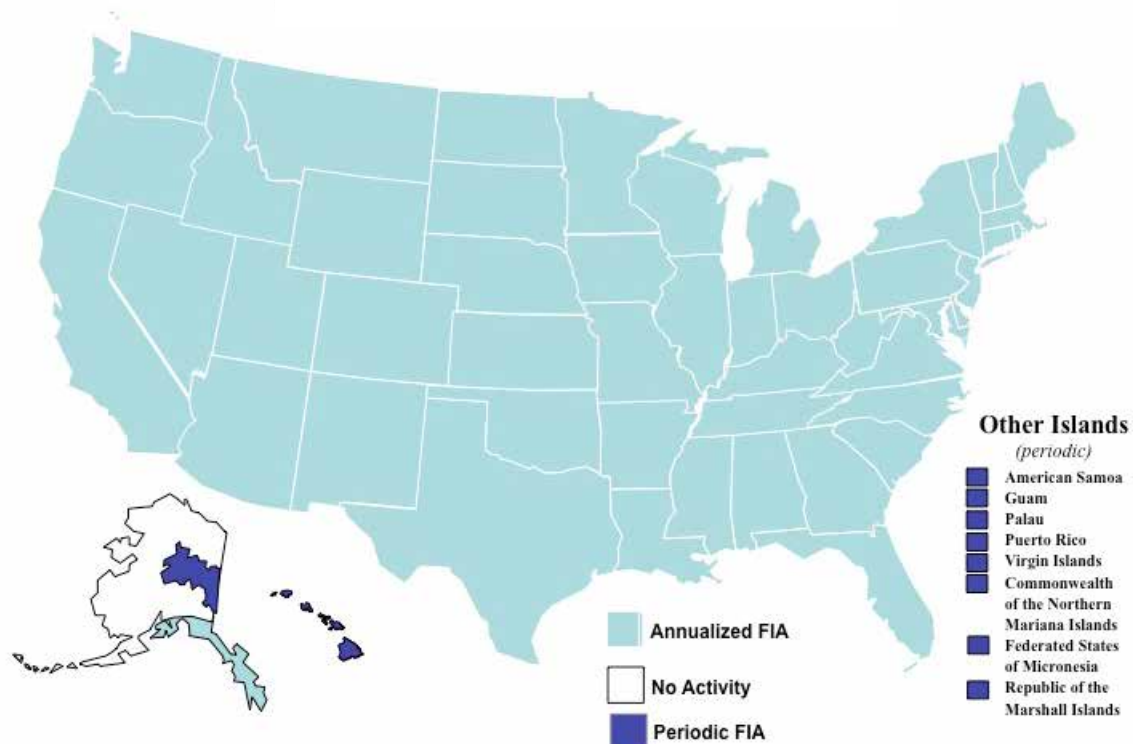 Other Islands
(periodic)
American Samoa
Guam
Palau
Puerto Rico
Virgin Islands
Commonwealth
of the Northern
Mariana Islands
Federated States
of Micronesia
Republic of the
Marshall Islands
Annualized FIA
No Activity
Periodic FIA